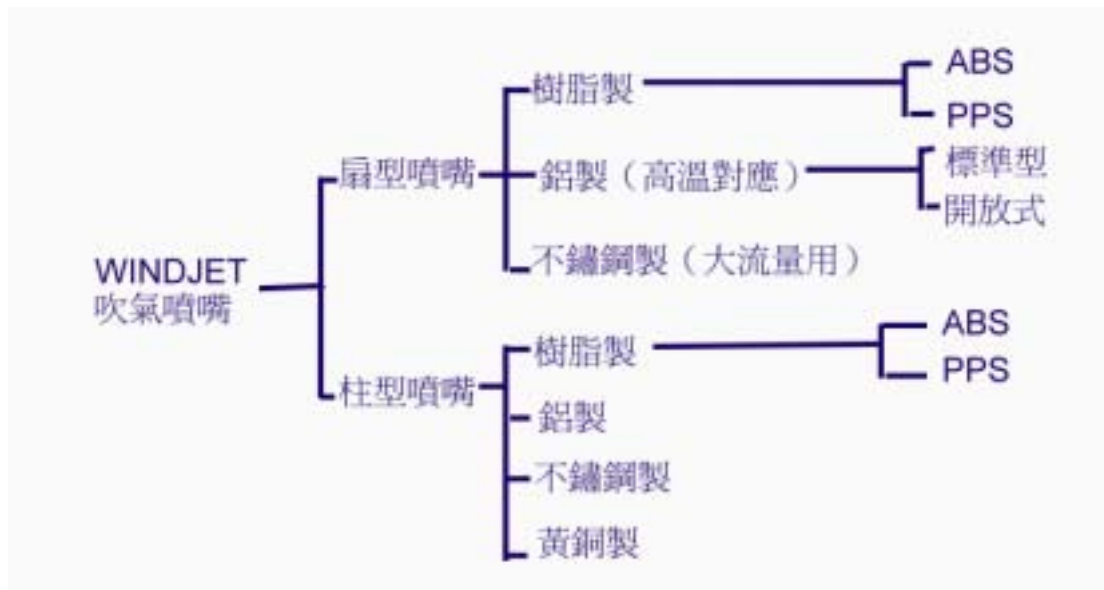 WINDJET
吹氣噴嘴
扇型噴嘴
樹脂製
ABS
PPS
鋁製（高溫對應）
標準型
開放式
不鏽鋼製（大流量用）
柱型噴嘴
樹脂製
ABS
PPS
鋁製
不鏽鋼製
黃銅製